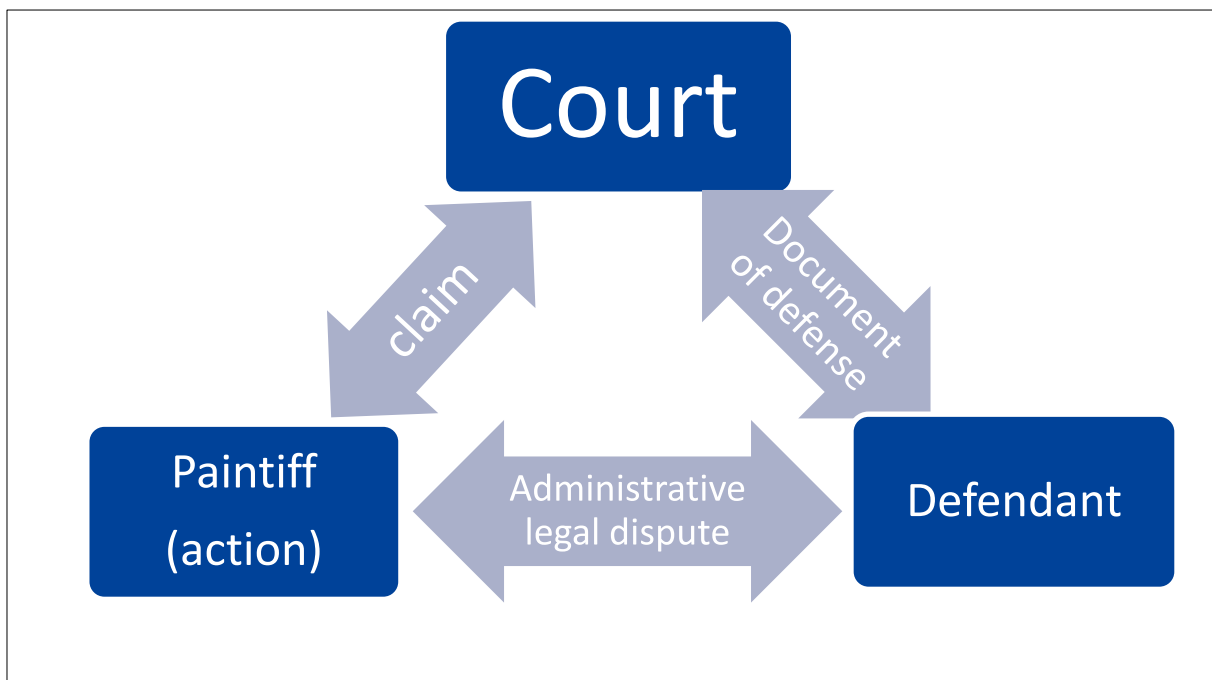 Court
claim
Document
of defense
Paintiff
(action)
Administrative
legal dispute
Defendant